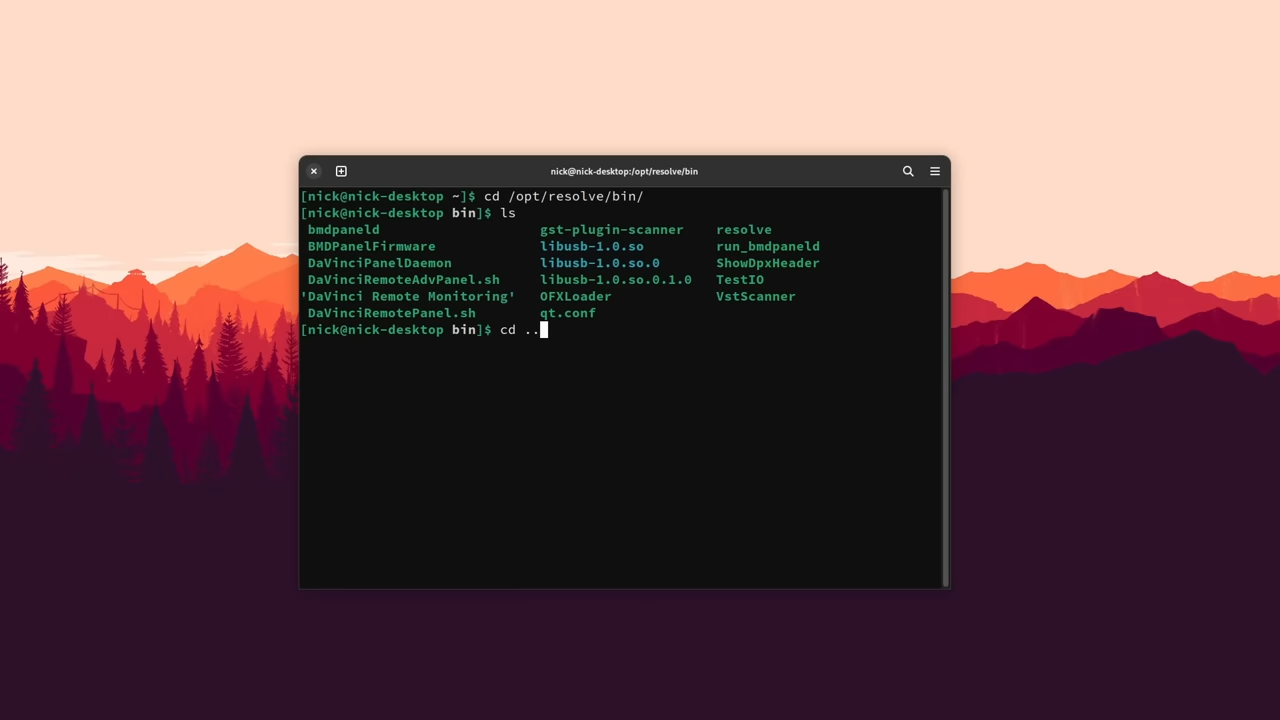 nick@nick-desktop:/opt/resolve/bin
[nick@nick-desktop ~]$ cd /opt/resolve/bin/
[nick@nick-desktop bin]$ ls
bmdpaneld gst-plugin-scanner resolve
BMDPanelFirmware libusb-1.0.so run_bmdpaneld
DaVinciPanelDaemon libusb-1.0.so.0 ShowDpxHeader
DaVinciRemoteAdvPanel.sh libusb-1.0.so.0.1.0 TestIO
'DaVinci Remote Monitoring' OFXLoader VstScanner
DaVinciRemotePanel.sh qt.conf
[nick@nick-desktop bin]$ cd ..